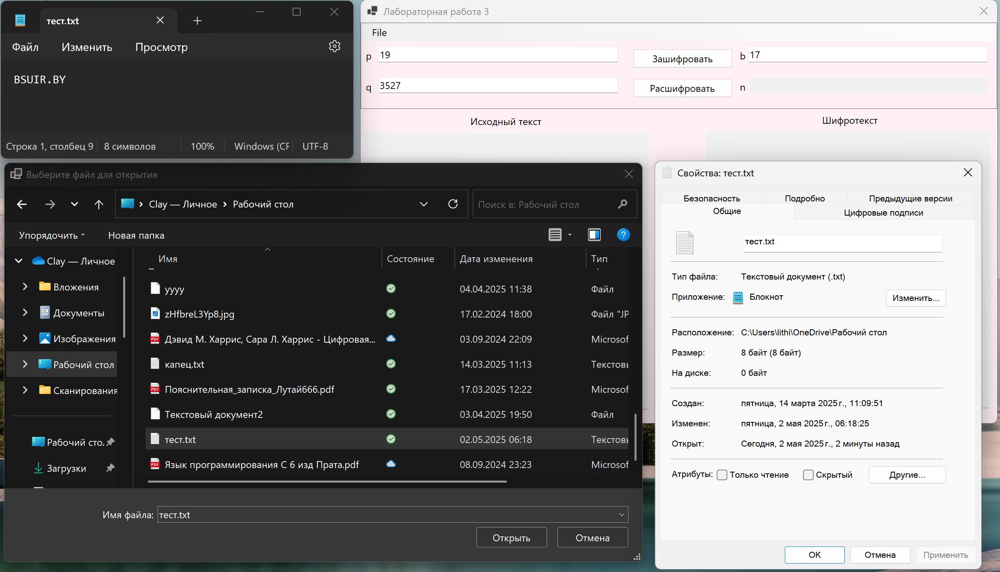 тест.txt
Файл Изменить Просмотр
BSUIR.BY
Строка 1, столбец 9 8 символов 100% Windows (CF UTF-8
Лабораторная работа 3
File
p 19 Зашифровать b 17
q 3527 Расшифровать n
Исходный текст Шифротекст
Выберите файл для открытия
Clay — Личное Рабочий стол Поиск в: Рабочий стол
Упорядочить Новая папка
Clay — Личное
Вложения
Документы
Изображения
Рабочий стол
Сканирования
Рабочий стол
Загрузки
Имя Состояние Дата изменения Тип
yyyy 04.04.2025 11:38 Файл
zHfbreL3Yp8.jpg 17.02.2024 18:00 Файл "JP
Дэвид М. Харрис, Сара Л. Харрис - Цифровая... 03.09.2024 22:09 Microsof
капец.txt 14.03.2025 11:13 Текстовы
Пояснительная_записка_Лутай666.pdf 17.03.2025 12:22 Microsof
Текстовый документ2 03.04.2025 19:50 Файл
тест.txt 02.05.2025 06:18 Текстовы
Язык программирования С 6 изд Прата.pdf 08.09.2024 23:23 Microsof
Имя файла: тест.txt
Открыть Отмена
Свойства: тест.txt
Безопасность Подробно Предыдущие версии
Общие Цифровые подписи
тест.txt
Тип файла: Текстовый документ (.txt)
Приложение: Блокнот Изменить...
Расположение: C:\Users\lithi\OneDrive\Рабочий стол
Размер: 8 байт (8 байт)
На диске: 0 байт
Создан: пятница, 14 марта 2025 г., 11:09:51
Изменен: пятница, 2 мая 2025 г., 06:18:25
Открыт: Сегодня, 2 мая 2025 г., 2 минуты назад
Атрибуты: Только чтение Скрытый Другие...
OK Отмена Применить